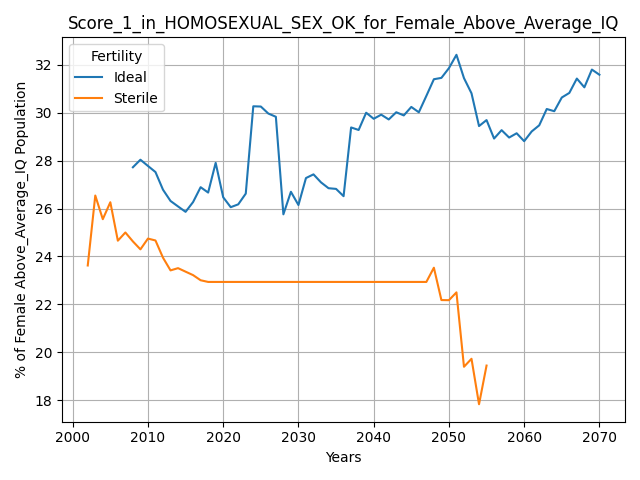 Score_1_in_HOMOSEXUAL_SEX_OK_for_Female_Above_Average_IQ
Fertility
Ideal
Sterile
% of Female Above_Average_IQ Population
32
30
28
26
24
22
20
18
2000
2010
2020
2030
2040
2050
2060
2070
Years